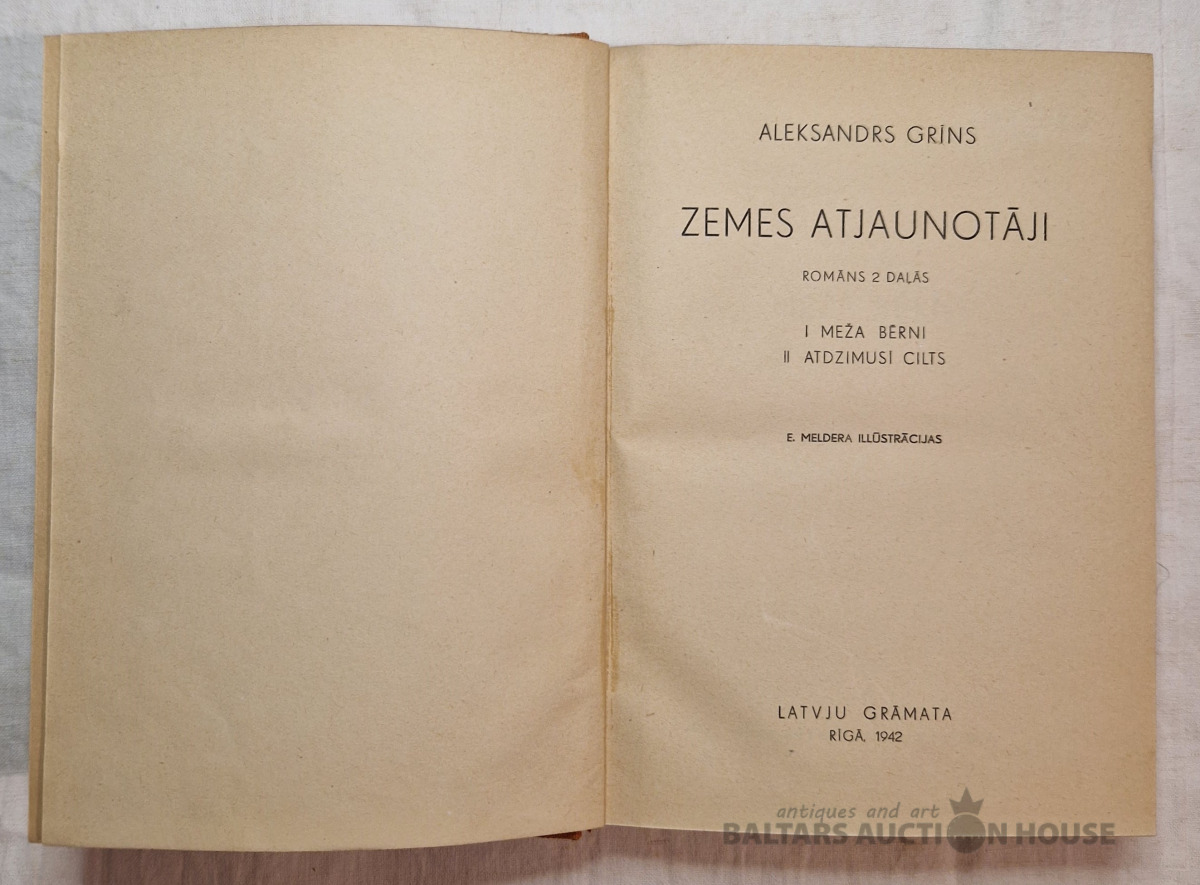 ALEKSANDRS GRĪNS
ZEMES ATJAUNOTĀJI
ROMĀNS 2 DAĻĀS
I MEŽA BĒRNI
II ATDZIMUSĪ CILTS
E. MELDERA ILLŪSTRĀCIJAS
LATVJU GRĀMATA
RĪGĀ, 1942
antiques and art
BALTARS AUCTION HOUSE